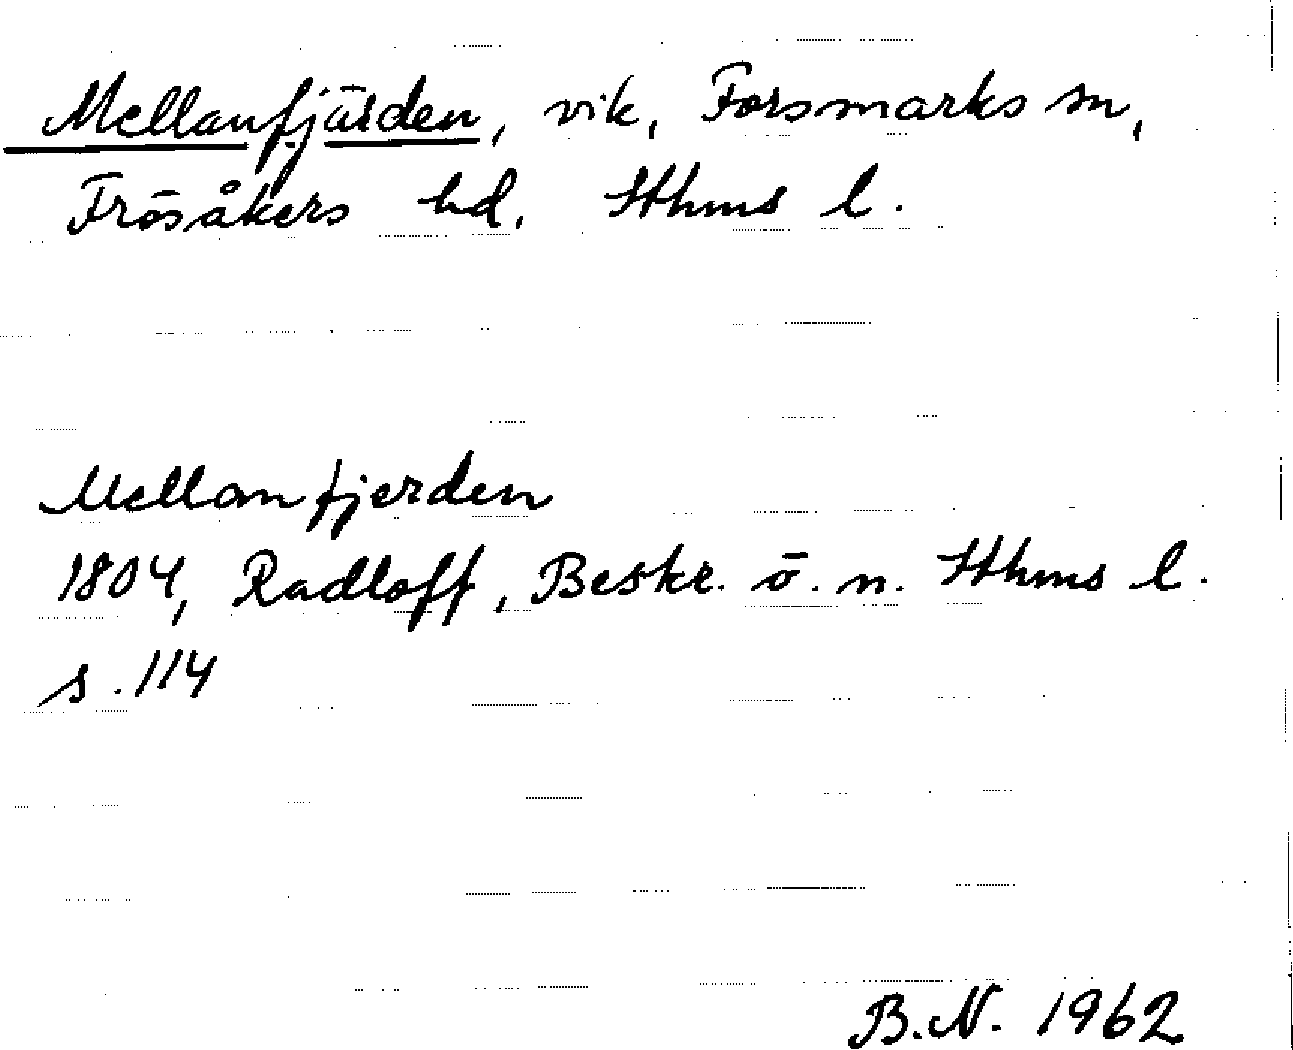 Mellanfjärden, vik, Forsmarks sn,
Frösåkers hd, Sthms l.
Mellanfjerden
1804, Radloff, Beskr. ö. n. Sthms l.
s. 114
B.N. 1962